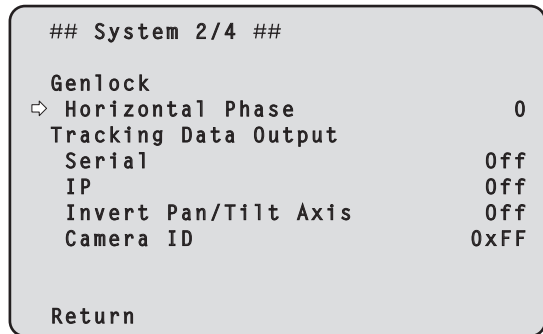 ## System 2/4 ##
Genlock
⇨ Horizontal Phase 0
Tracking Data Output
Serial Off
IP Off
Invert Pan/Tilt Axis Off
Camera ID 0xFF
Return